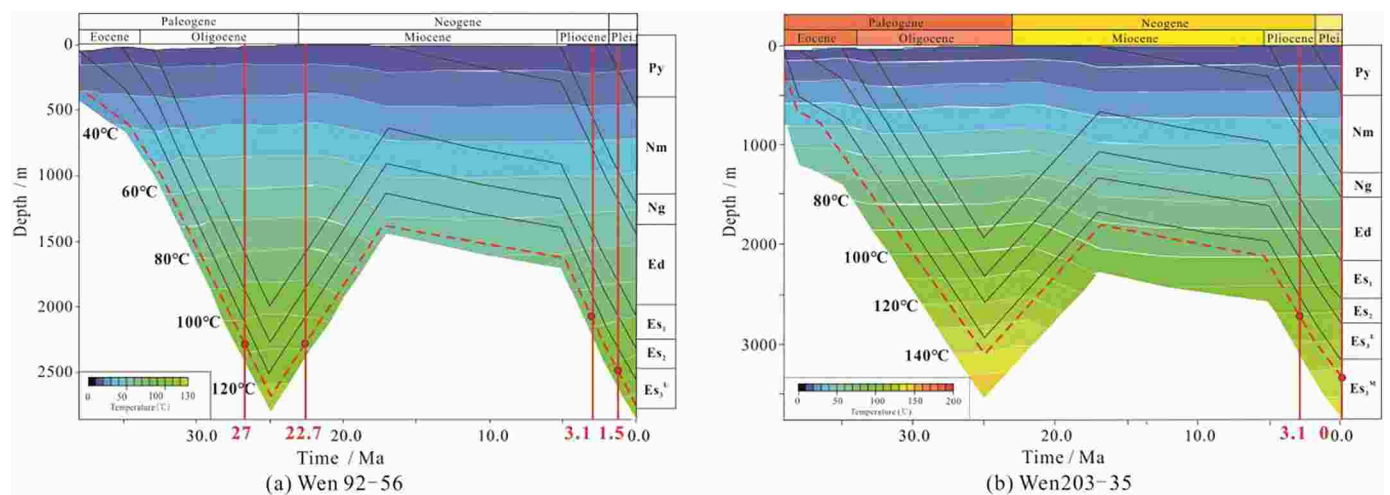 Paleogene Neogene
Eocene Oligocene Miocene Pliocene Plei.
0
500
1000
1500
2000
2500
Depth / m
40℃
60℃
80℃
100℃
120℃
0 50 100 130
Temperature(℃)
Py
Nm
Ng
Ed
Es₁
Es₂
Es₃ᵁ
30.0 27 22.7 20.0 10.0 3.1 1.5 0.0
Time / Ma
(a) Wen 92-56
Paleogene Neogene
Eocene Oligocene Miocene Pliocene Plei.
0
1000
2000
3000
Depth / m
80℃
100℃
120℃
140℃
0 50 100 150 200
Temperature(℃)
Py
Nm
Ng
Ed
Es₁
Es₂
Es₃ᵁ
Es₃ᴹ
30.0 20.0 10.0 3.1 0 0.0
Time / Ma
(b) Wen203-35